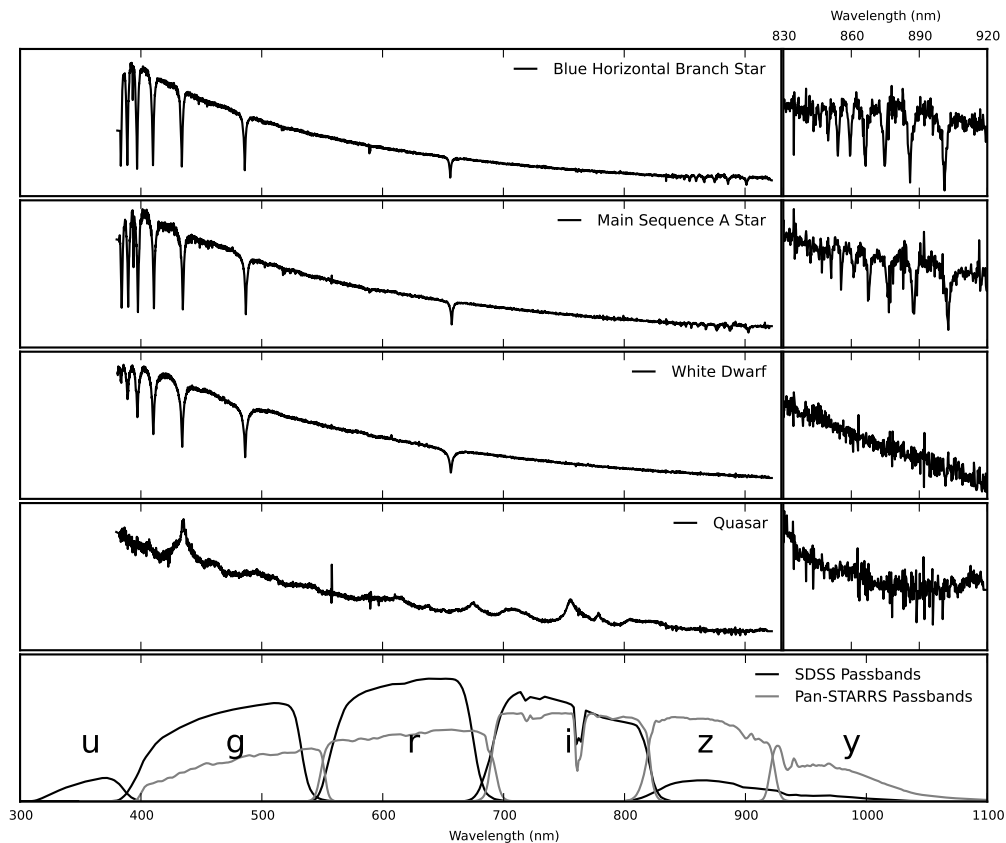 Wavelength (nm)
830 860 890 920
Blue Horizontal Branch Star
Main Sequence A Star
White Dwarf
Quasar
SDSS Passbands
Pan-STARRS Passbands
u g r i z y
300 400 500 600 700 800 900 1000 1100
Wavelength (nm)